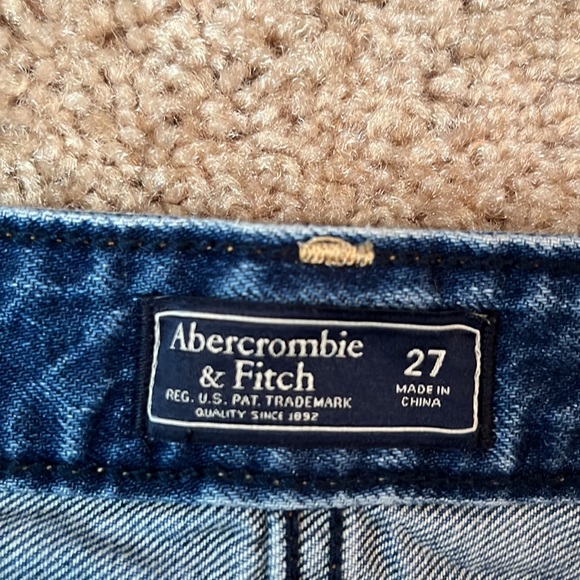 Abercrombie
& Fitch
REG. U.S. PAT. TRADEMARK
QUALITY SINCE 1892
27
MADE IN
CHINA